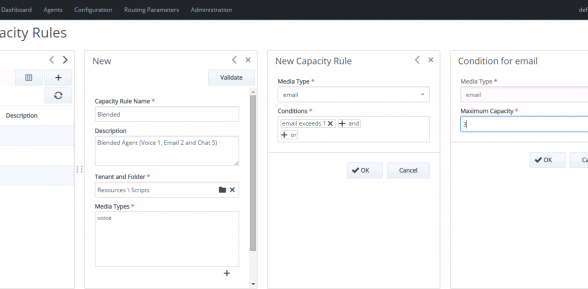 Dashboard Agents Configuration Routing Parameters Administration
acity Rules
Description
New
Validate
Capacity Rule Name *
Blended
Description
Blended Agent (Voice 1, Email 2 and Chat 5)
Tenant and Folder *
Resources \ Scripts
Media Types *
voice
New Capacity Rule
Media Type *
email
Conditions *
email exceeds 1 and
or
OK Cancel
Condition for email
Media Type *
email
Maximum Capacity *
3
OK Ca